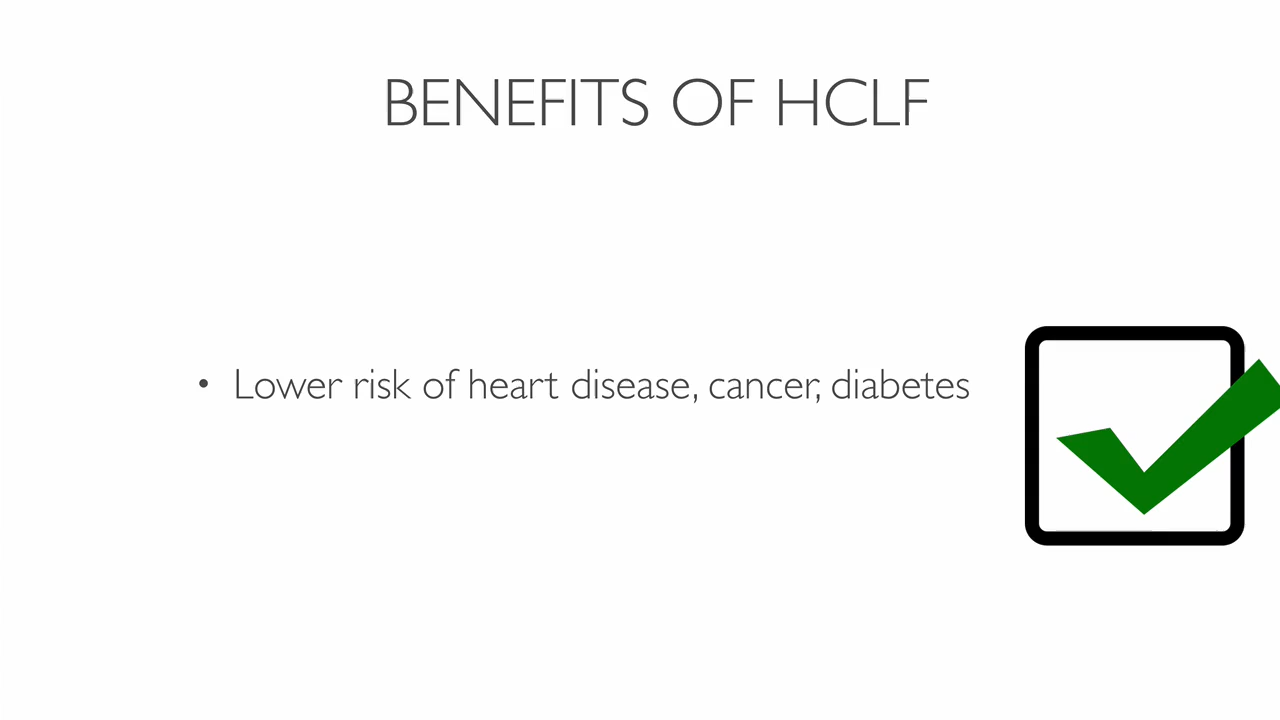 BENEFITS OF HCLF
• Lower risk of heart disease, cancer, diabetes